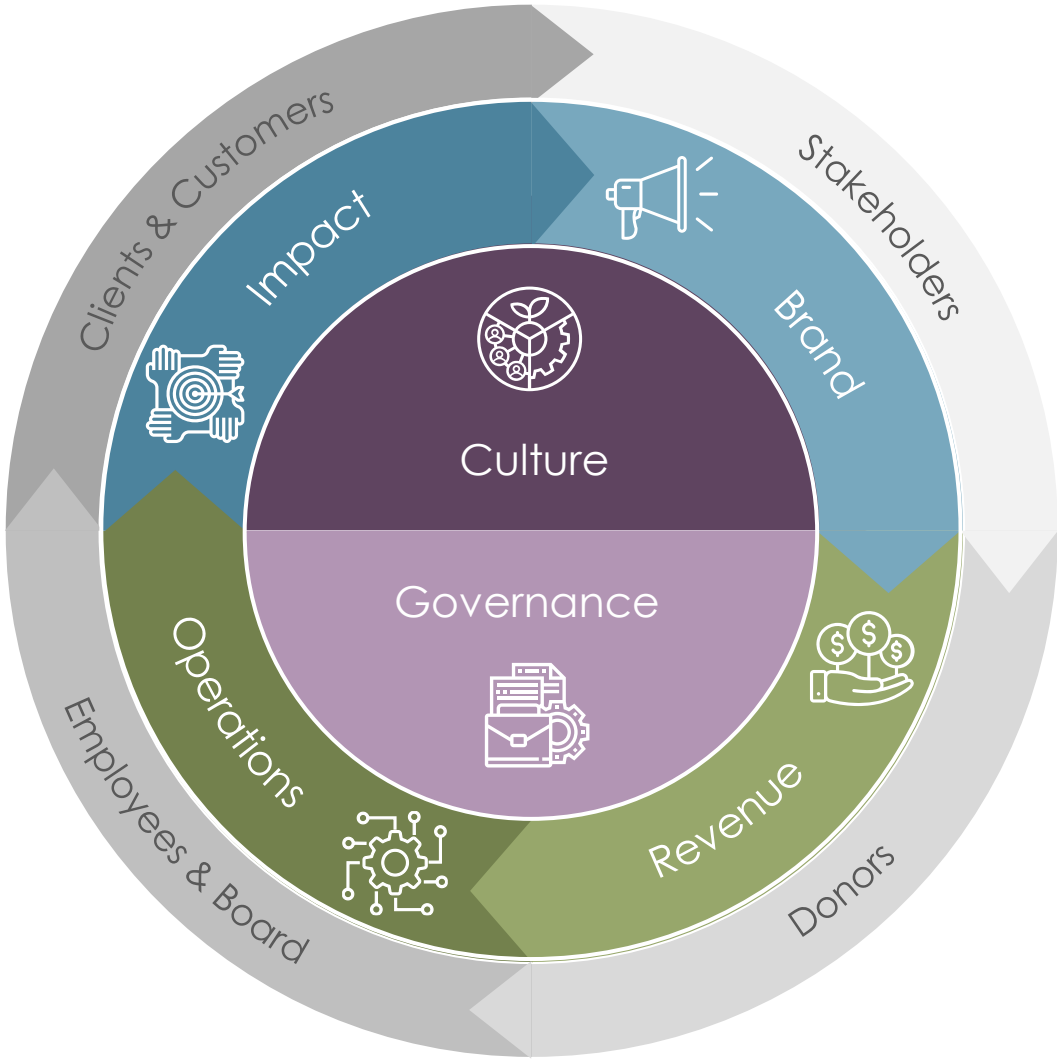 Clients & Customers
Stakeholders
Impact
Brand
Culture
Governance
Operations
Revenue
Employees & Board
Donors
$
$
$